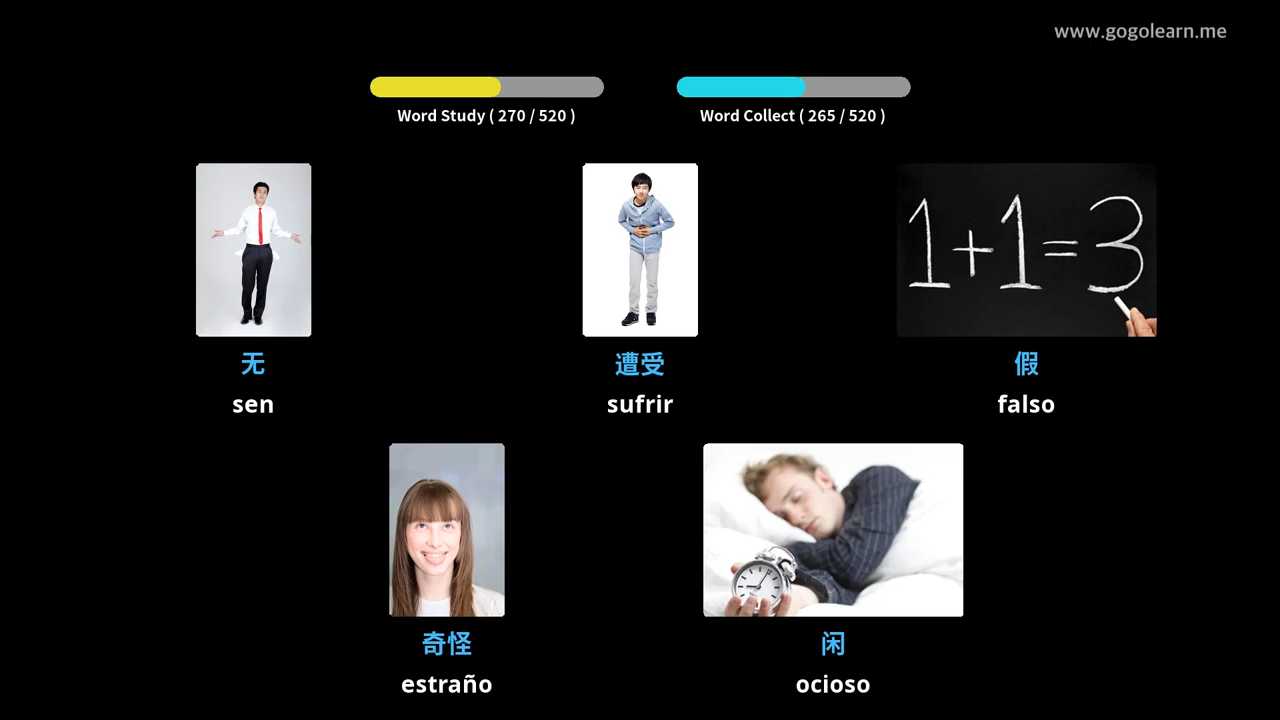 www.gogolearn.me
Word Study ( 270 / 520 )
Word Collect ( 265 / 520 )
1+1=3
无
遭受
假
sen
sufrir
falso
奇怪
闲
estraño
ocioso